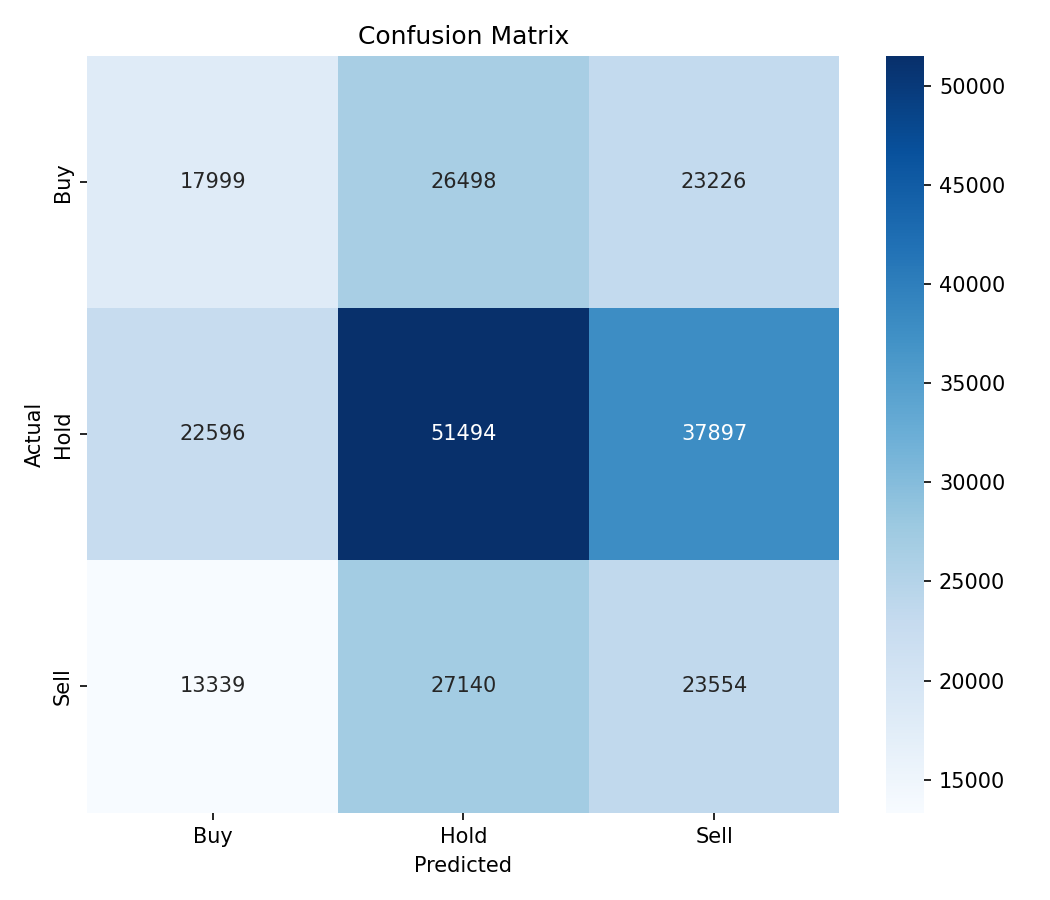 Confusion Matrix
Buy 17999 26498 23226
Actual
Hold 22596 51494 37897
Sell 13339 27140 23554
Buy Hold Sell
Predicted
50000
45000
40000
35000
30000
25000
20000
15000